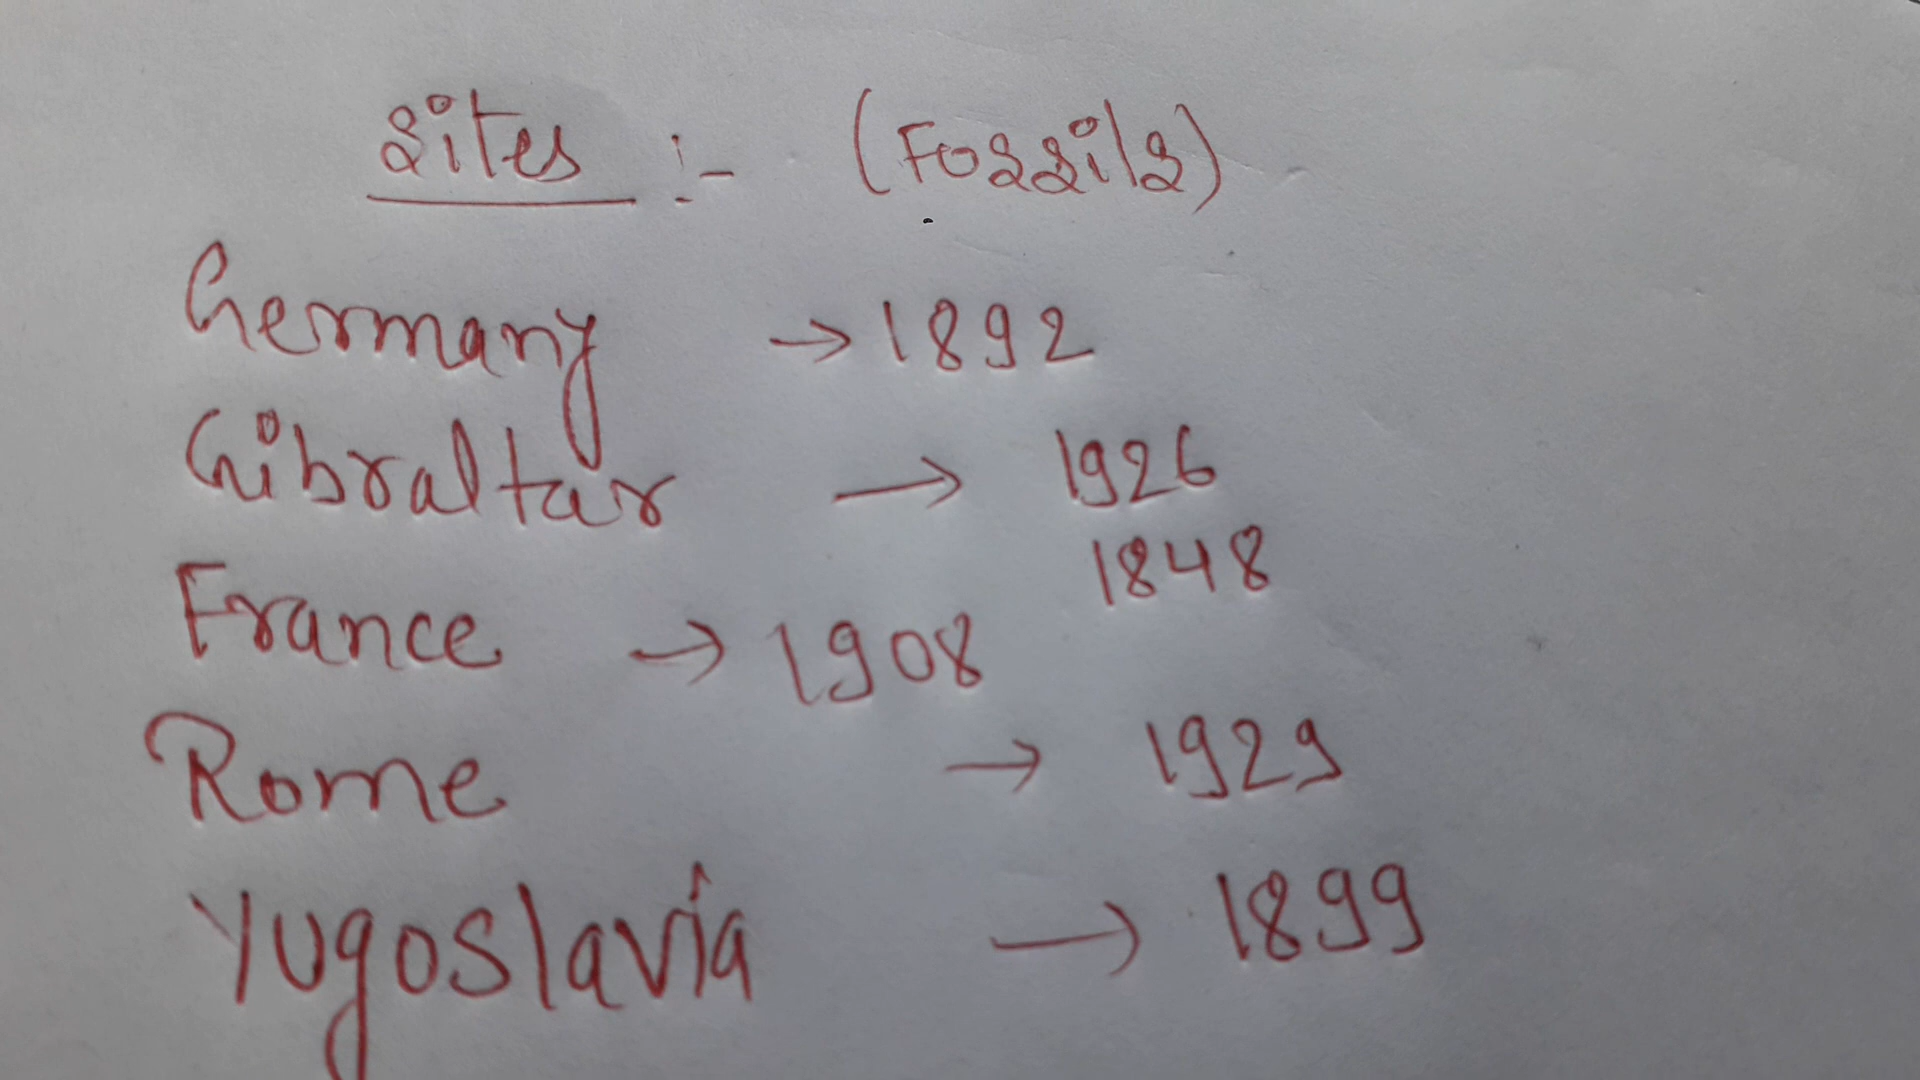 Sites :- (Fossils)
Germany → 1892
Gibraltar → 1926
1848
France → 1908
Rome → 1929
Yugoslavia → 1899